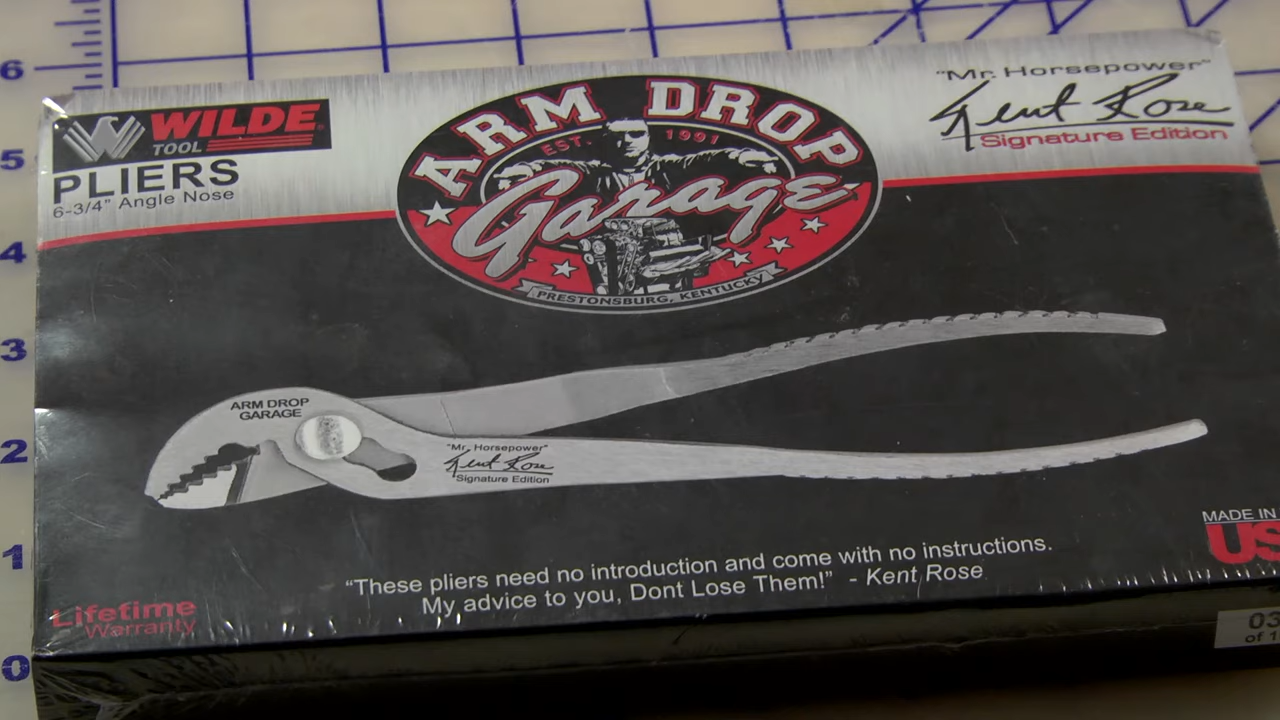 6
5
4
3
2
1
0
WILDE
TOOL
PLIERS
6-3/4" Angle Nose
ARM DROP
EST. 1991
Garage
PRESTONSBURG, KENTUCKY
"Mr. Horsepower"
Kent Rose
Signature Edition
ARM DROP
GARAGE
"Mr. Horsepower"
Kent Rose
Signature Edition
MADE IN
US
"These pliers need no introduction and come with no instructions.
My advice to you, Dont Lose Them!" - Kent Rose
Lifetime
Warranty
03
of 1